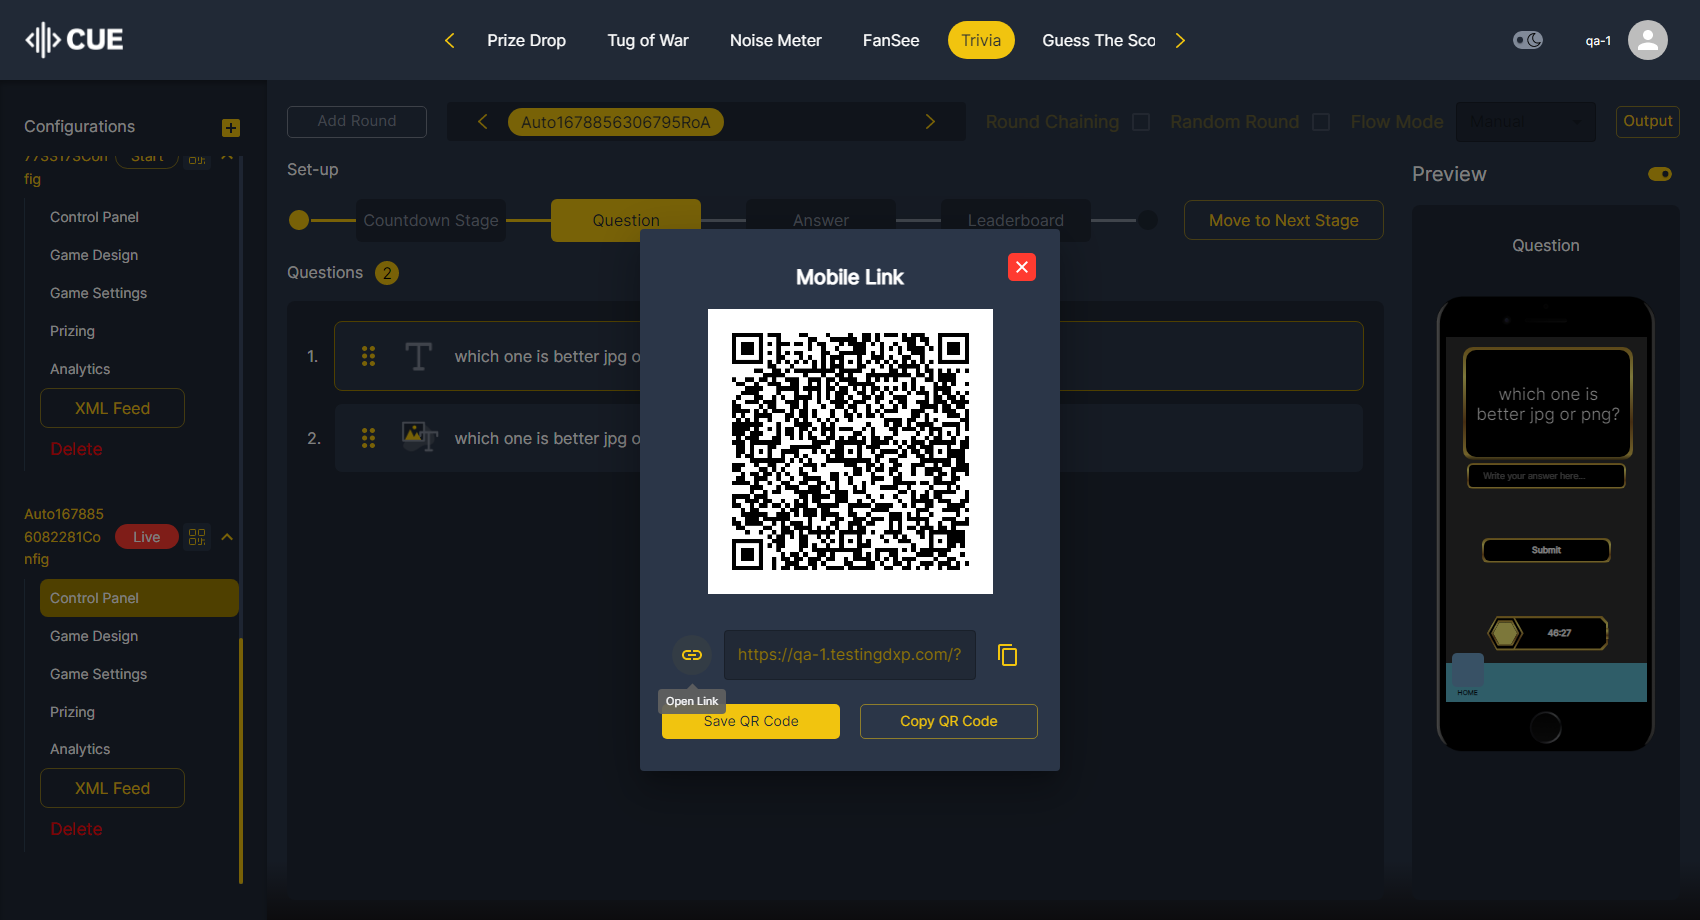 CUE
Prize Drop
Tug of War
Noise Meter
FanSee
Trivia
Guess The Sco
qa-1
Configurations
Add Round
Auto1678856306795RoA
Round Chaining
Random Round
Flow Mode
Manual
Output
Start
fig
Control Panel
Game Design
Game Settings
Prizing
Analytics
XML Feed
Delete
Auto167885
6082281Co
nfig
Live
Control Panel
Game Design
Game Settings
Prizing
Analytics
XML Feed
Delete
Set-up
Countdown Stage
Question
Answer
Leaderboard
Move to Next Stage
Questions 2
1. which one is better jpg o
2. which one is better jpg o
Mobile Link
https://qa-1.testingdxp.com/?
Open Link
Save QR Code
Copy QR Code
Preview
Question
which one is
better jpg or png?
Write your answer here...
Submit
46:27
HOME